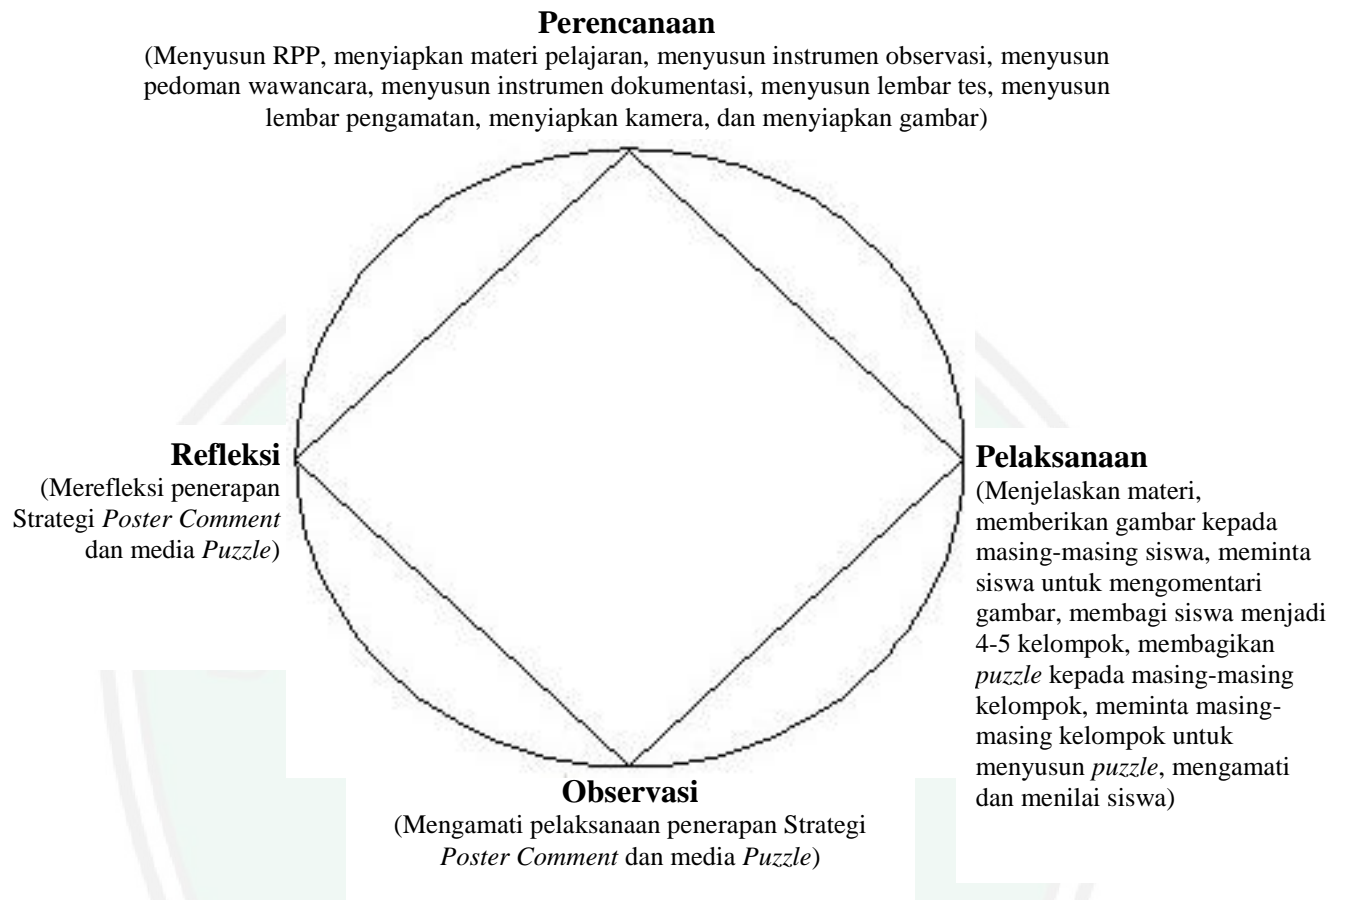 Perencanaan
(Menyusun RPP, menyiapkan materi pelajaran, menyusun instrumen observasi, menyusun
pedoman wawancara, menyusun instrumen dokumentasi, menyusun lembar tes, menyusun
lembar pengamatan, menyiapkan kamera, dan menyiapkan gambar)
Refleksi
(Merefleksi penerapan
Strategi Poster Comment
dan media Puzzle)
Pelaksanaan
(Menjelaskan materi,
memberikan gambar kepada
masing-masing siswa, meminta
siswa untuk mengomentari
gambar, membagi siswa menjadi
4-5 kelompok, membagikan
puzzle kepada masing-masing
kelompok, meminta masing-
masing kelompok untuk
menyusun puzzle, mengamati
dan menilai siswa)
Observasi
(Mengamati pelaksanaan penerapan Strategi
Poster Comment dan media Puzzle)